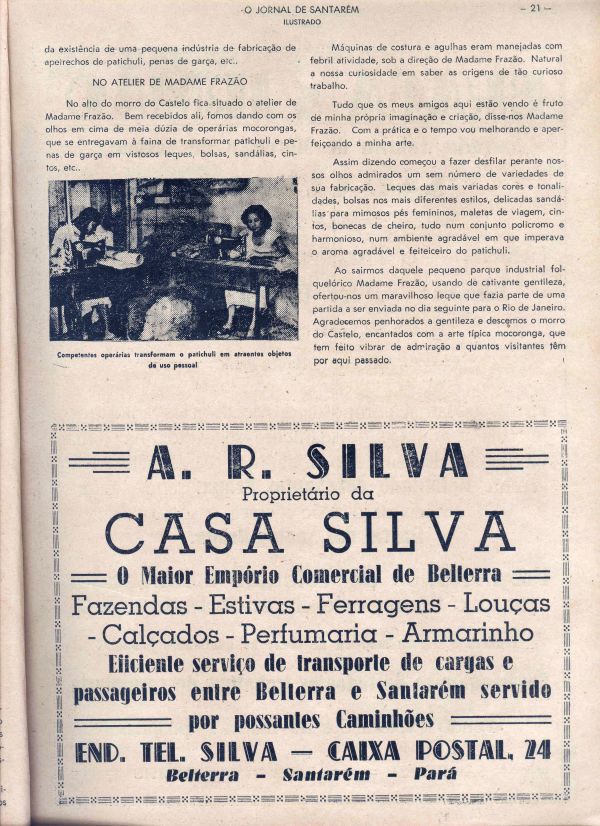 O JORNAL DE SANTARÉM
ILUSTRADO
— 21 —
da existência de uma pequena indústria de fabricação de
apetrechos de patichuli, penas de garça, etc..
NO ATELIER DE MADAME FRAZÃO
No alto do morro do Castelo fica situado o atelier de
Madame Frazão. Bem recebidos ali, fomos dando com os
olhos em cima de meia dúzia de operárias mocorongas,
que se entregavam à faina de transformar patichuli e pe-
nas de garça em vistosos leques, bolsas, sandálias, cin-
tos, etc..
Competentes operárias transformam o patichuli em atraentes objetos
de uso pessoal
Máquinas de costura e agulhas eram manejadas com
febril atividade, sob a direção de Madame Frazão. Natural
a nossa curiosidade em saber as origens de tão curioso
trabalho.
Tudo que os meus amigos aqui estão vendo é fruto
de minha própria imaginação e criação, disse-nos Madame
Frazão. Com a prática e o tempo vou melhorando e aper-
feiçoando a minha arte.
Assim dizendo começou a fazer desfilar perante nos-
sos olhos admirados um sem número de variedades de
sua fabricação. Leques das mais variadas cores e tonali-
dades, bolsas nos mais diferentes estilos, delicadas sandá-
lias para mimosos pés femininos, maletas de viagem, cin-
tos, bonecas de cheiro, tudo num conjunto polícromo e
harmonioso, num ambiente agradável em que imperava
o aroma agradável e feiteiceiro do patichuli.
Ao sairmos daquele pequeno parque industrial fol-
quelórico Madame Frazão, usando de cativante gentileza,
ofertou-nos um maravilhoso leque que fazia parte de uma
partida a ser enviada no dia seguinte para o Rio de Janeiro.
Agradecemos penhorados a gentileza e descemos o morro
do Castelo, encantados com a arte típica mocoronga, que
tem feito vibrar de admiração a quantos visitantes têm
por aqui passado.
A. R. SILVA
Proprietário da
CASA SILVA
O Maior Empório Comercial de Belterra
Fazendas - Estivas - Ferragens - Louças
- Calçados - Perfumaria - Armarinho
Eficiente serviço de transporte de cargas e
passageiros entre Belterra e Santarém servido
por possantes Caminhões
END. TEL. SILVA — CAIXA POSTAL, 24
Belterra - Santarém - Pará